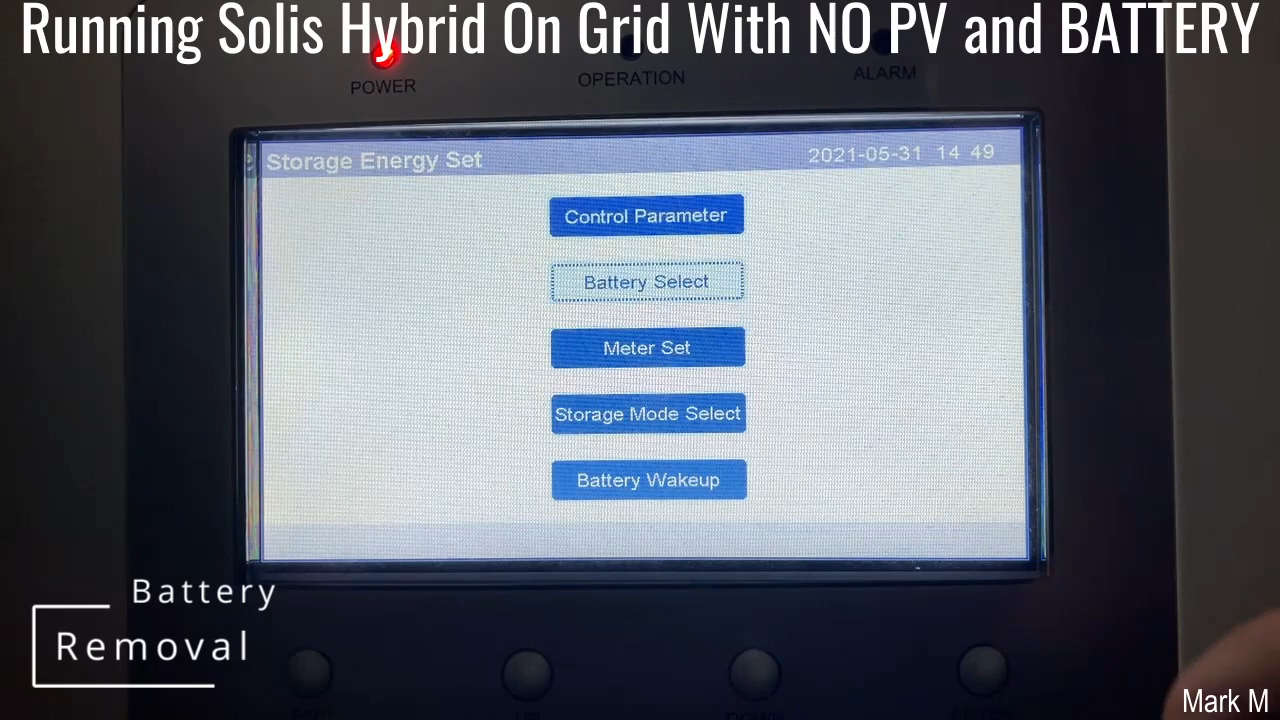 Running Solis Hybrid On Grid With NO PV and BATTERY
POWER
OPERATION
ALARM
Storage Energy Set
2021-05-31 14 49
Control Parameter
Battery Select
Meter Set
Storage Mode Select
Battery Wakeup
Battery
Removal
Mark M